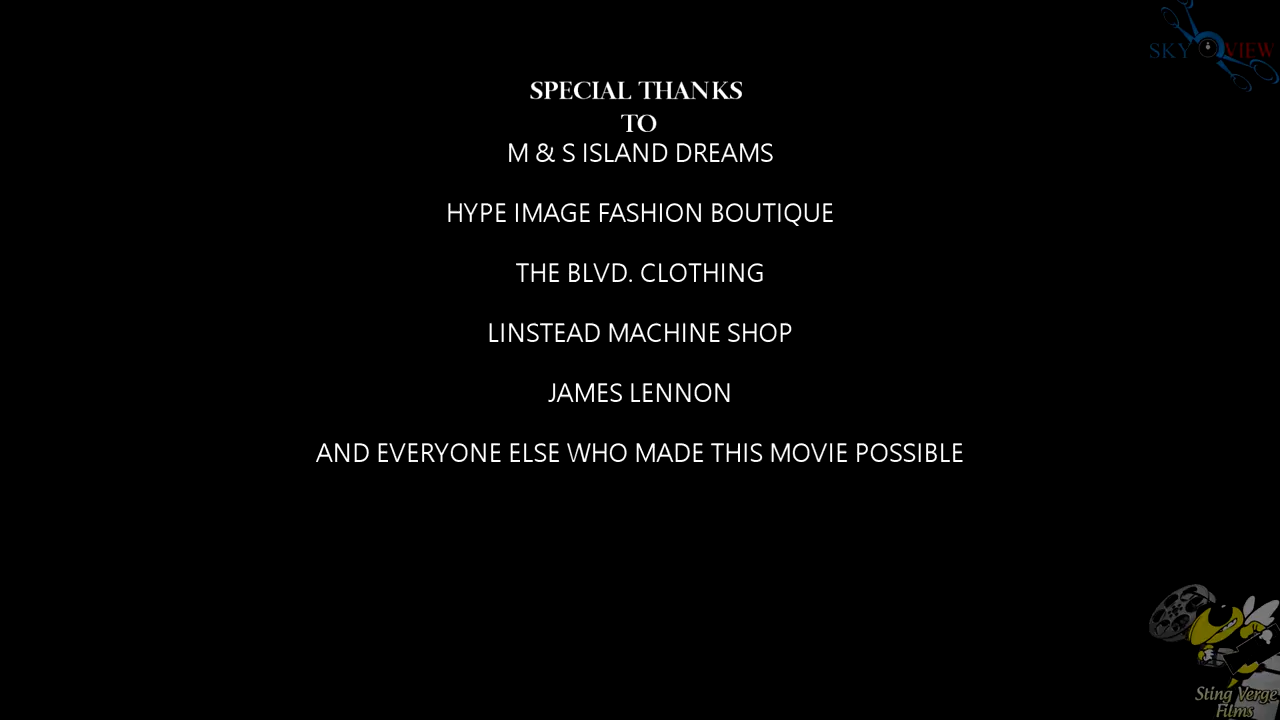 SKY VIEW
SPECIAL THANKS
TO
M & S ISLAND DREAMS
HYPE IMAGE FASHION BOUTIQUE
THE BLVD. CLOTHING
LINSTEAD MACHINE SHOP
JAMES LENNON
AND EVERYONE ELSE WHO MADE THIS MOVIE POSSIBLE
Sting Verge
Films